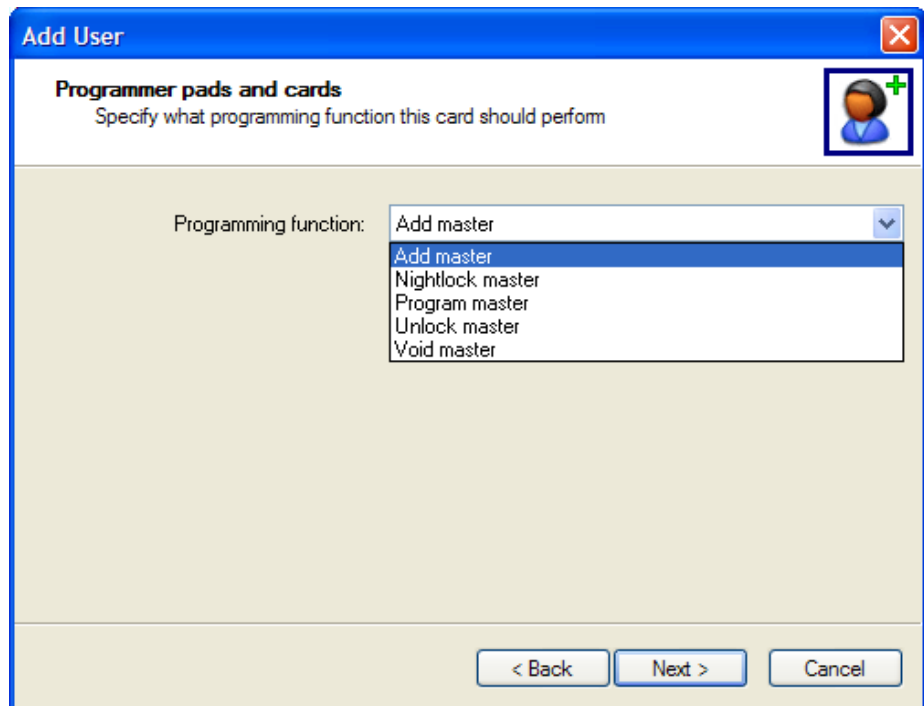 Add User
Programmer pads and cards
Specify what programming function this card should perform
Programming function: Add master
Add master
Nightlock master
Program master
Unlock master
Void master
< Back Next > Cancel